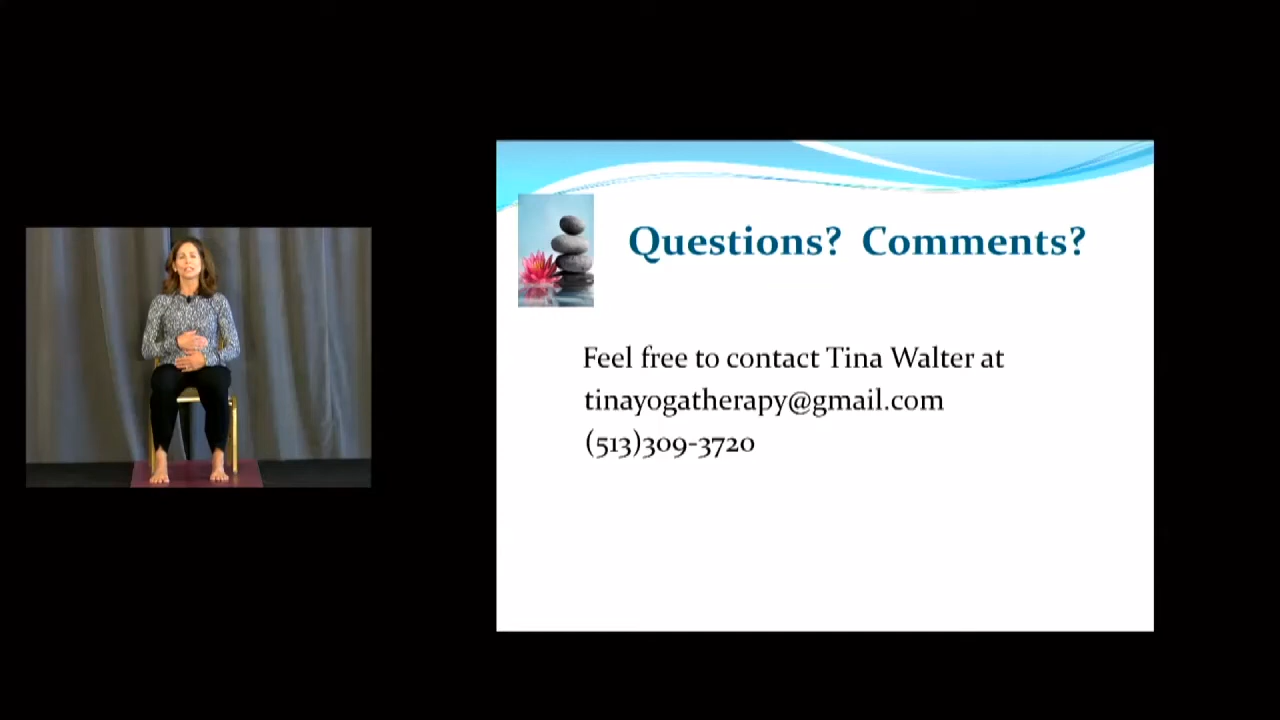 Questions? Comments?
Feel free to contact Tina Walter at
tinayogatherapy@gmail.com
(513)309-3720